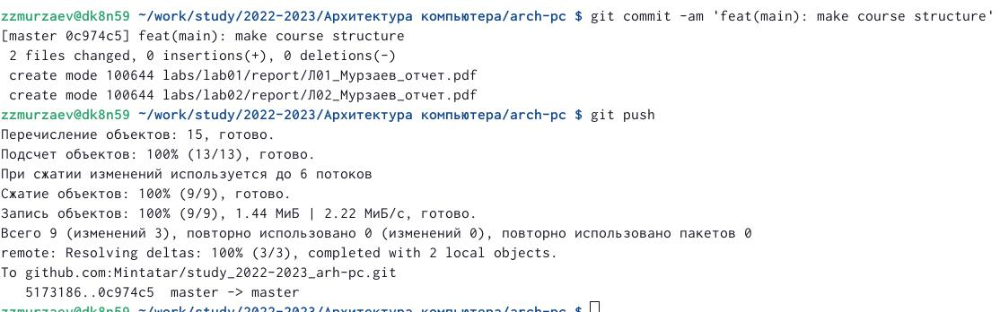 zzmurzaev@dk8n59 ~/work/study/2022-2023/Архитектура компьютера/arch-pc $ git commit -am 'feat(main): make course structure'
[master 0c974c5] feat(main): make course structure
 2 files changed, 0 insertions(+), 0 deletions(-)
 create mode 100644 labs/lab01/report/Л01_Мурзаев_отчет.pdf
 create mode 100644 labs/lab02/report/Л02_Мурзаев_отчет.pdf
zzmurzaev@dk8n59 ~/work/study/2022-2023/Архитектура компьютера/arch-pc $ git push
Перечисление объектов: 15, готово.
Подсчет объектов: 100% (13/13), готово.
При сжатии изменений используется до 6 потоков
Сжатие объектов: 100% (9/9), готово.
Запись объектов: 100% (9/9), 1.44 МиБ | 2.22 МиБ/с, готово.
Всего 9 (изменений 3), повторно использовано 0 (изменений 0), повторно использовано пакетов 0
remote: Resolving deltas: 100% (3/3), completed with 2 local objects.
To github.com:Mintatar/study_2022-2023_arh-pc.git
   5173186..0c974c5  master -> master
zzmurzaev@dk8n59 ~/work/study/2022-2023/Архитектура компьютера/arch-pc $